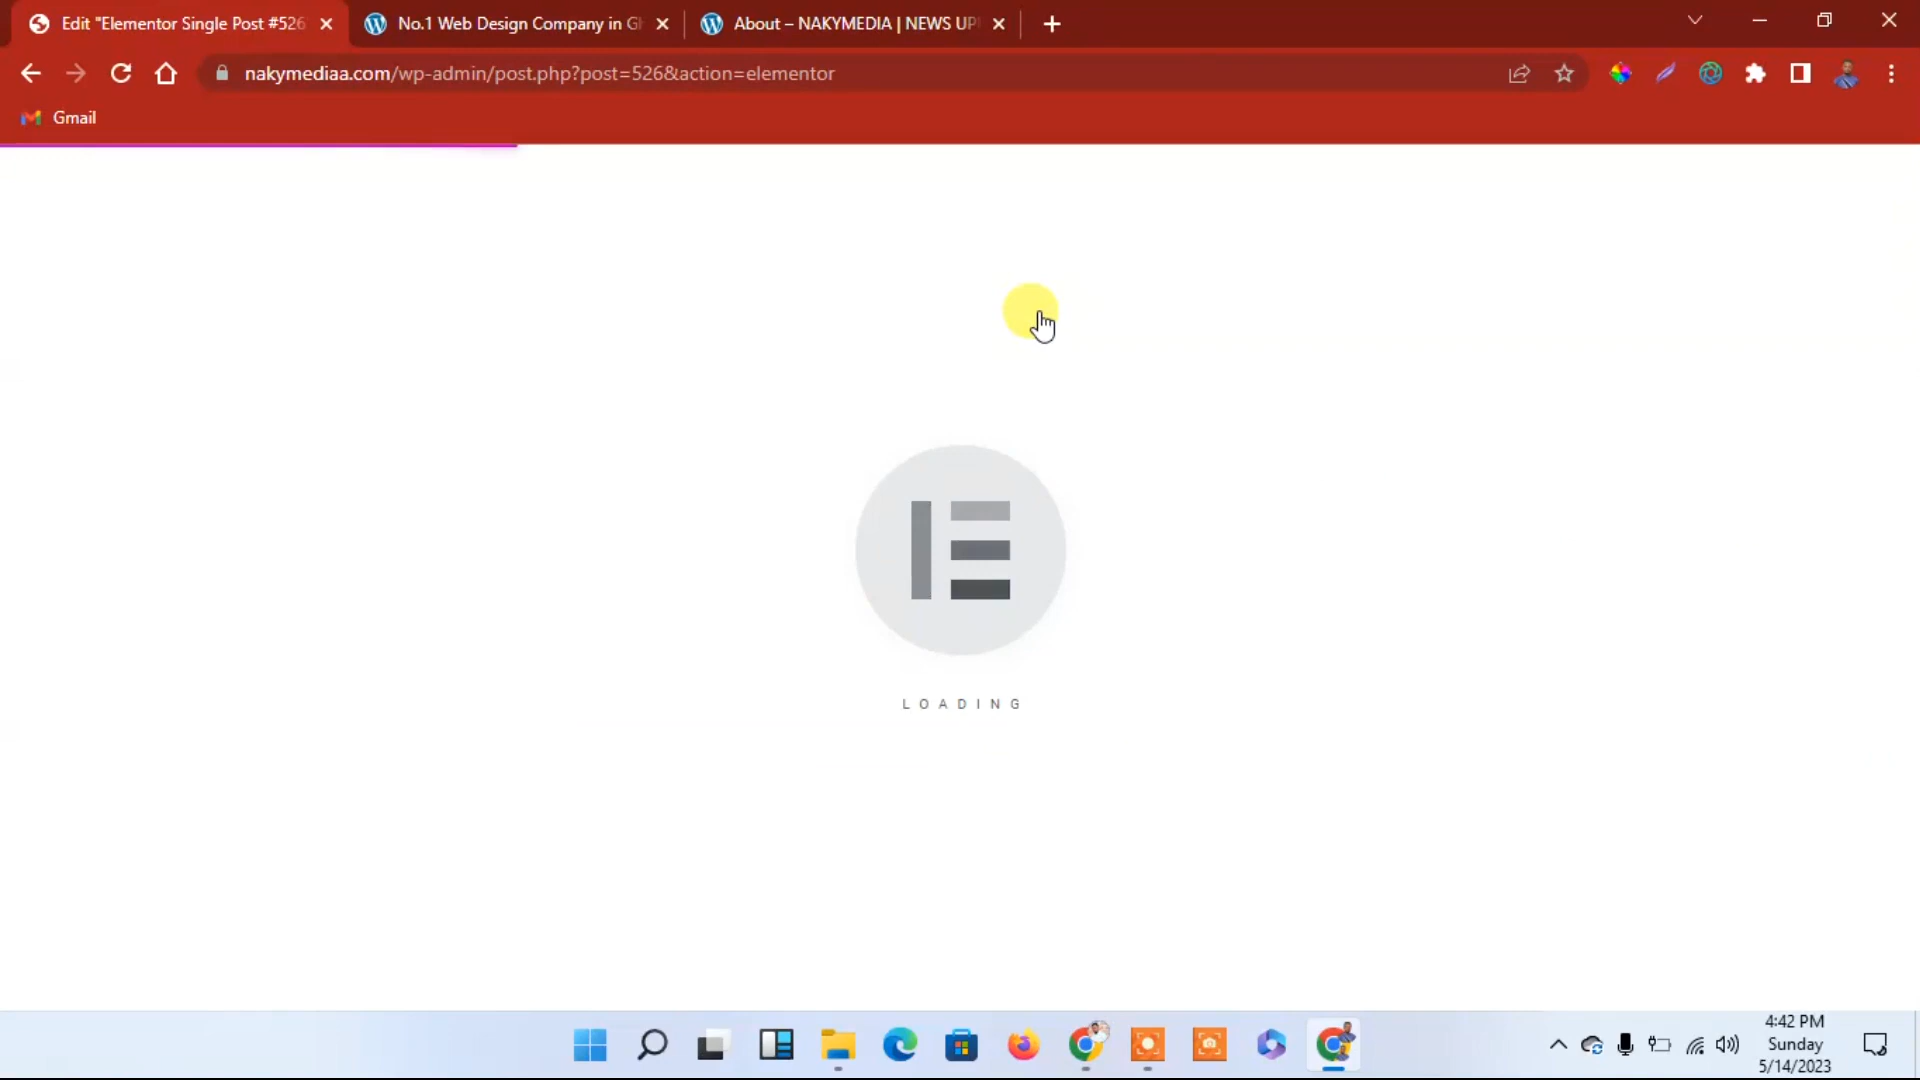 Edit "Elementor Single Post #526
No.1 Web Design Company in Gh
About – NAKYMEDIA | NEWS UP
nakymediaa.com/wp-admin/post.php?post=526&action=elementor
Gmail
LOADING
4:42 PM
Sunday
5/14/2023